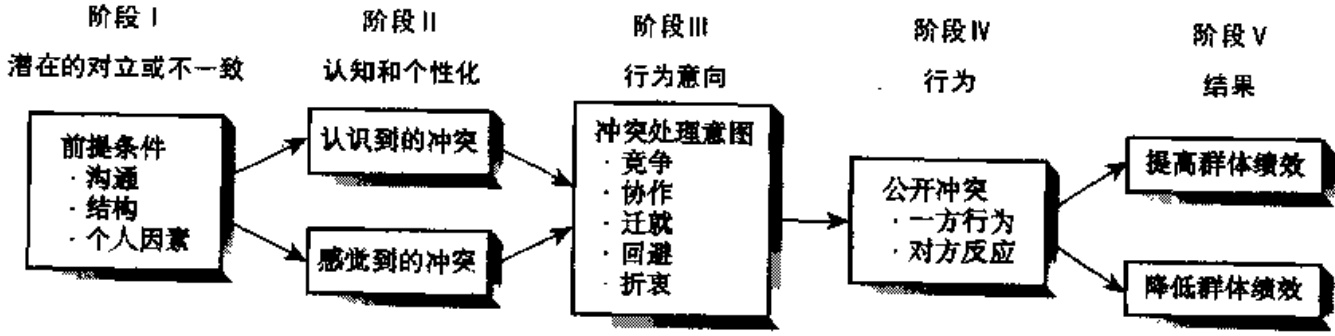 阶段 I
潜在的对立或不一致
前提条件
· 沟通
· 结构
· 个人因素
阶段 II
认知和个性化
认识到的冲突
感觉到的冲突
阶段III
行为意向
冲突处理意图
· 竞争
· 协作
· 迁就
· 回避
· 折衷
阶段 IV
行为
公开冲突
· 一方行为
· 对方反应
阶段 V
结果
提高群体绩效
降低群体绩效